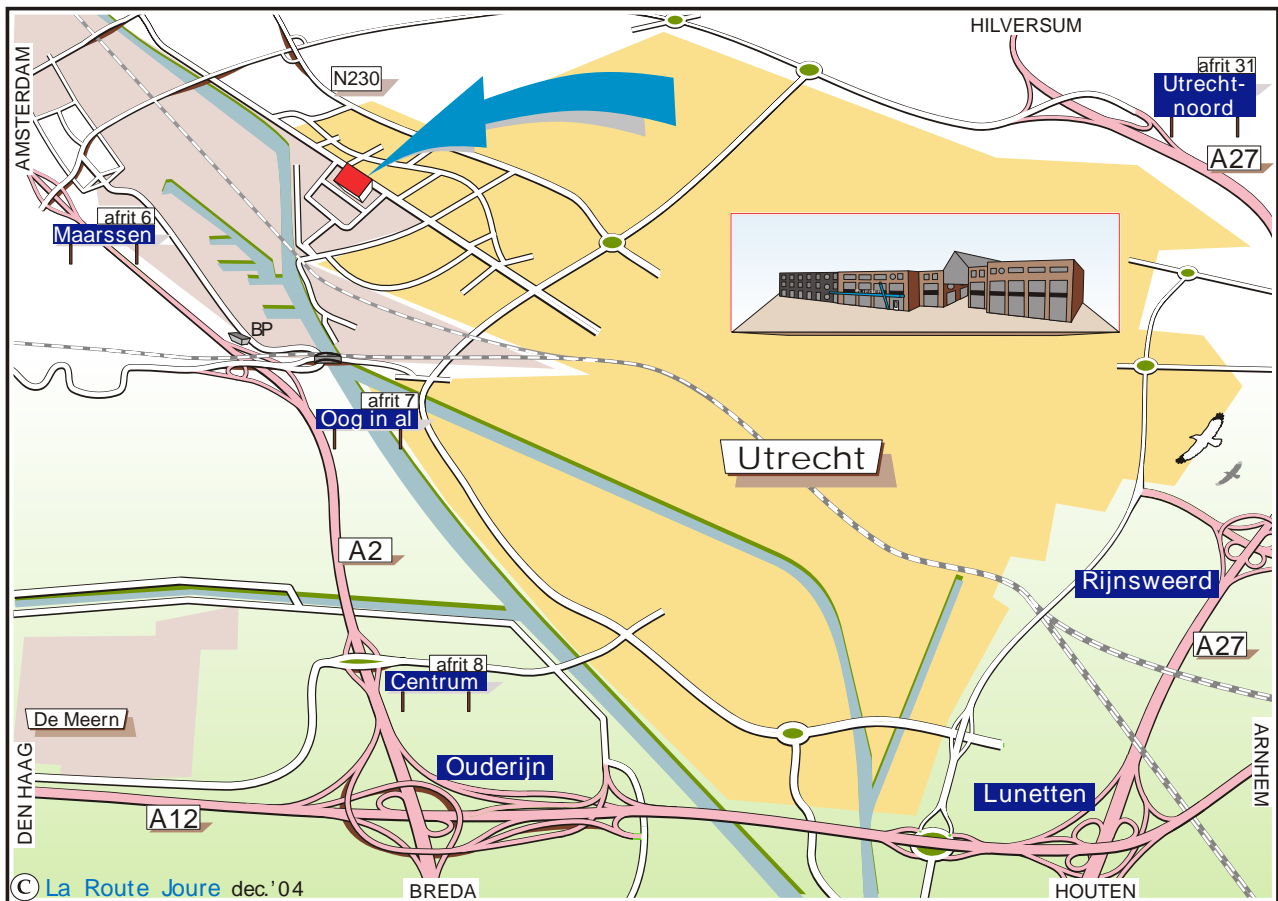 HILVERSUM
AMSTERDAM
N230
afrit 31
Utrecht-
noord
A27
afrit 6
Maarssen
BP
afrit 7
Oog in al
Utrecht
A2
Rijnsweerd
A27
afrit 8
Centrum
De Meern
DEN HAAG
Ouderijn
Lunetten
ARNHEM
A12
BREDA
HOUTEN
© La Route Joure dec.'04